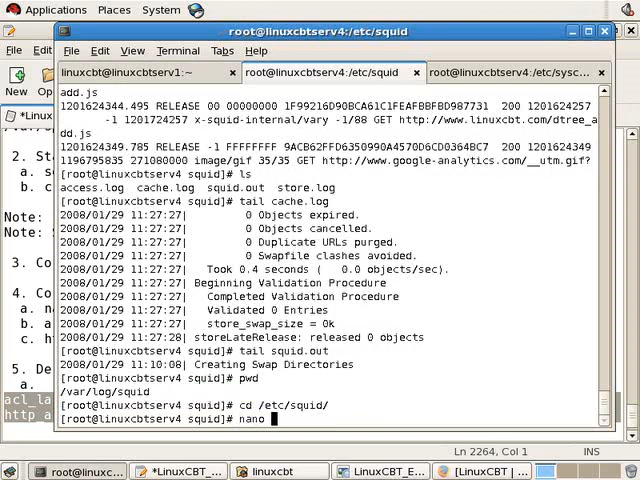 Applications Places System
root@linuxcbtserv4:/etc/squid
File Edit View Terminal Tabs Help
linuxcbt@linuxcbtserv1:~ root@linuxcbtserv4:/etc/squid root@linuxcbtserv4:/etc/sysc...
File Edit
New Op
*Linux
2. Sta
a. s
b. c
Note:
Note: S
3. Co
4. Co
a. n
b. a
c. h
5. De
a.
acl_la
http_a
add.js
1201624344.495 RELEASE 00 00000000 1F99216D90BCA61C1FEAFBBFBD987731 200 1201624257
-1 1201724257 x-squid-internal/vary -1/88 GET http://www.linuxcbt.com/dtree_a
dd.js
1201624349.785 RELEASE -1 FFFFFFFF 9ACB62FFD6350990A4570D6CD0364BC7 200 1201624349
1196795835 271080000 image/gif 35/35 GET http://www.google-analytics.com/__utm.gif?
[root@linuxcbtserv4 squid]# ls
access.log cache.log squid.out store.log
[root@linuxcbtserv4 squid]# tail cache.log
2008/01/29 11:27:27| 0 Objects expired.
2008/01/29 11:27:27| 0 Objects cancelled.
2008/01/29 11:27:27| 0 Duplicate URLs purged.
2008/01/29 11:27:27| 0 Swapfile clashes avoided.
2008/01/29 11:27:27| Took 0.4 seconds ( 0.0 objects/sec).
2008/01/29 11:27:27| Beginning Validation Procedure
2008/01/29 11:27:27| Completed Validation Procedure
2008/01/29 11:27:27| Validated 0 Entries
2008/01/29 11:27:27| store_swap_size = 0k
2008/01/29 11:27:28| storeLateRelease: released 0 objects
[root@linuxcbtserv4 squid]# tail squid.out
2008/01/29 11:10:08| Creating Swap Directories
[root@linuxcbtserv4 squid]# pwd
/var/log/squid
[root@linuxcbtserv4 squid]# cd /etc/squid/
[root@linuxcbtserv4 squid]# nano
Ln 2264, Col 1 INS
root@linuxc... *LinuxCBT_... linuxcbt LinuxCBT_E... [LinuxCBT | ...